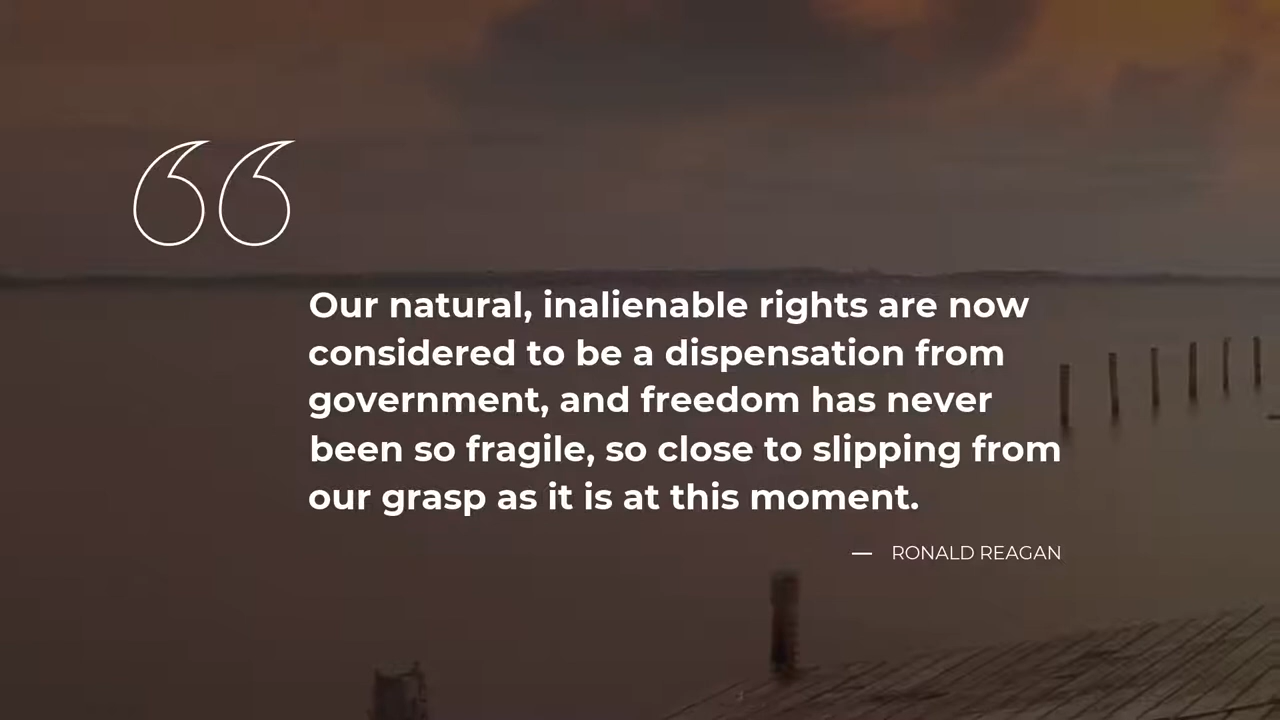 “
Our natural, inalienable rights are now
considered to be a dispensation from
government, and freedom has never
been so fragile, so close to slipping from
our grasp as it is at this moment.
— RONALD REAGAN